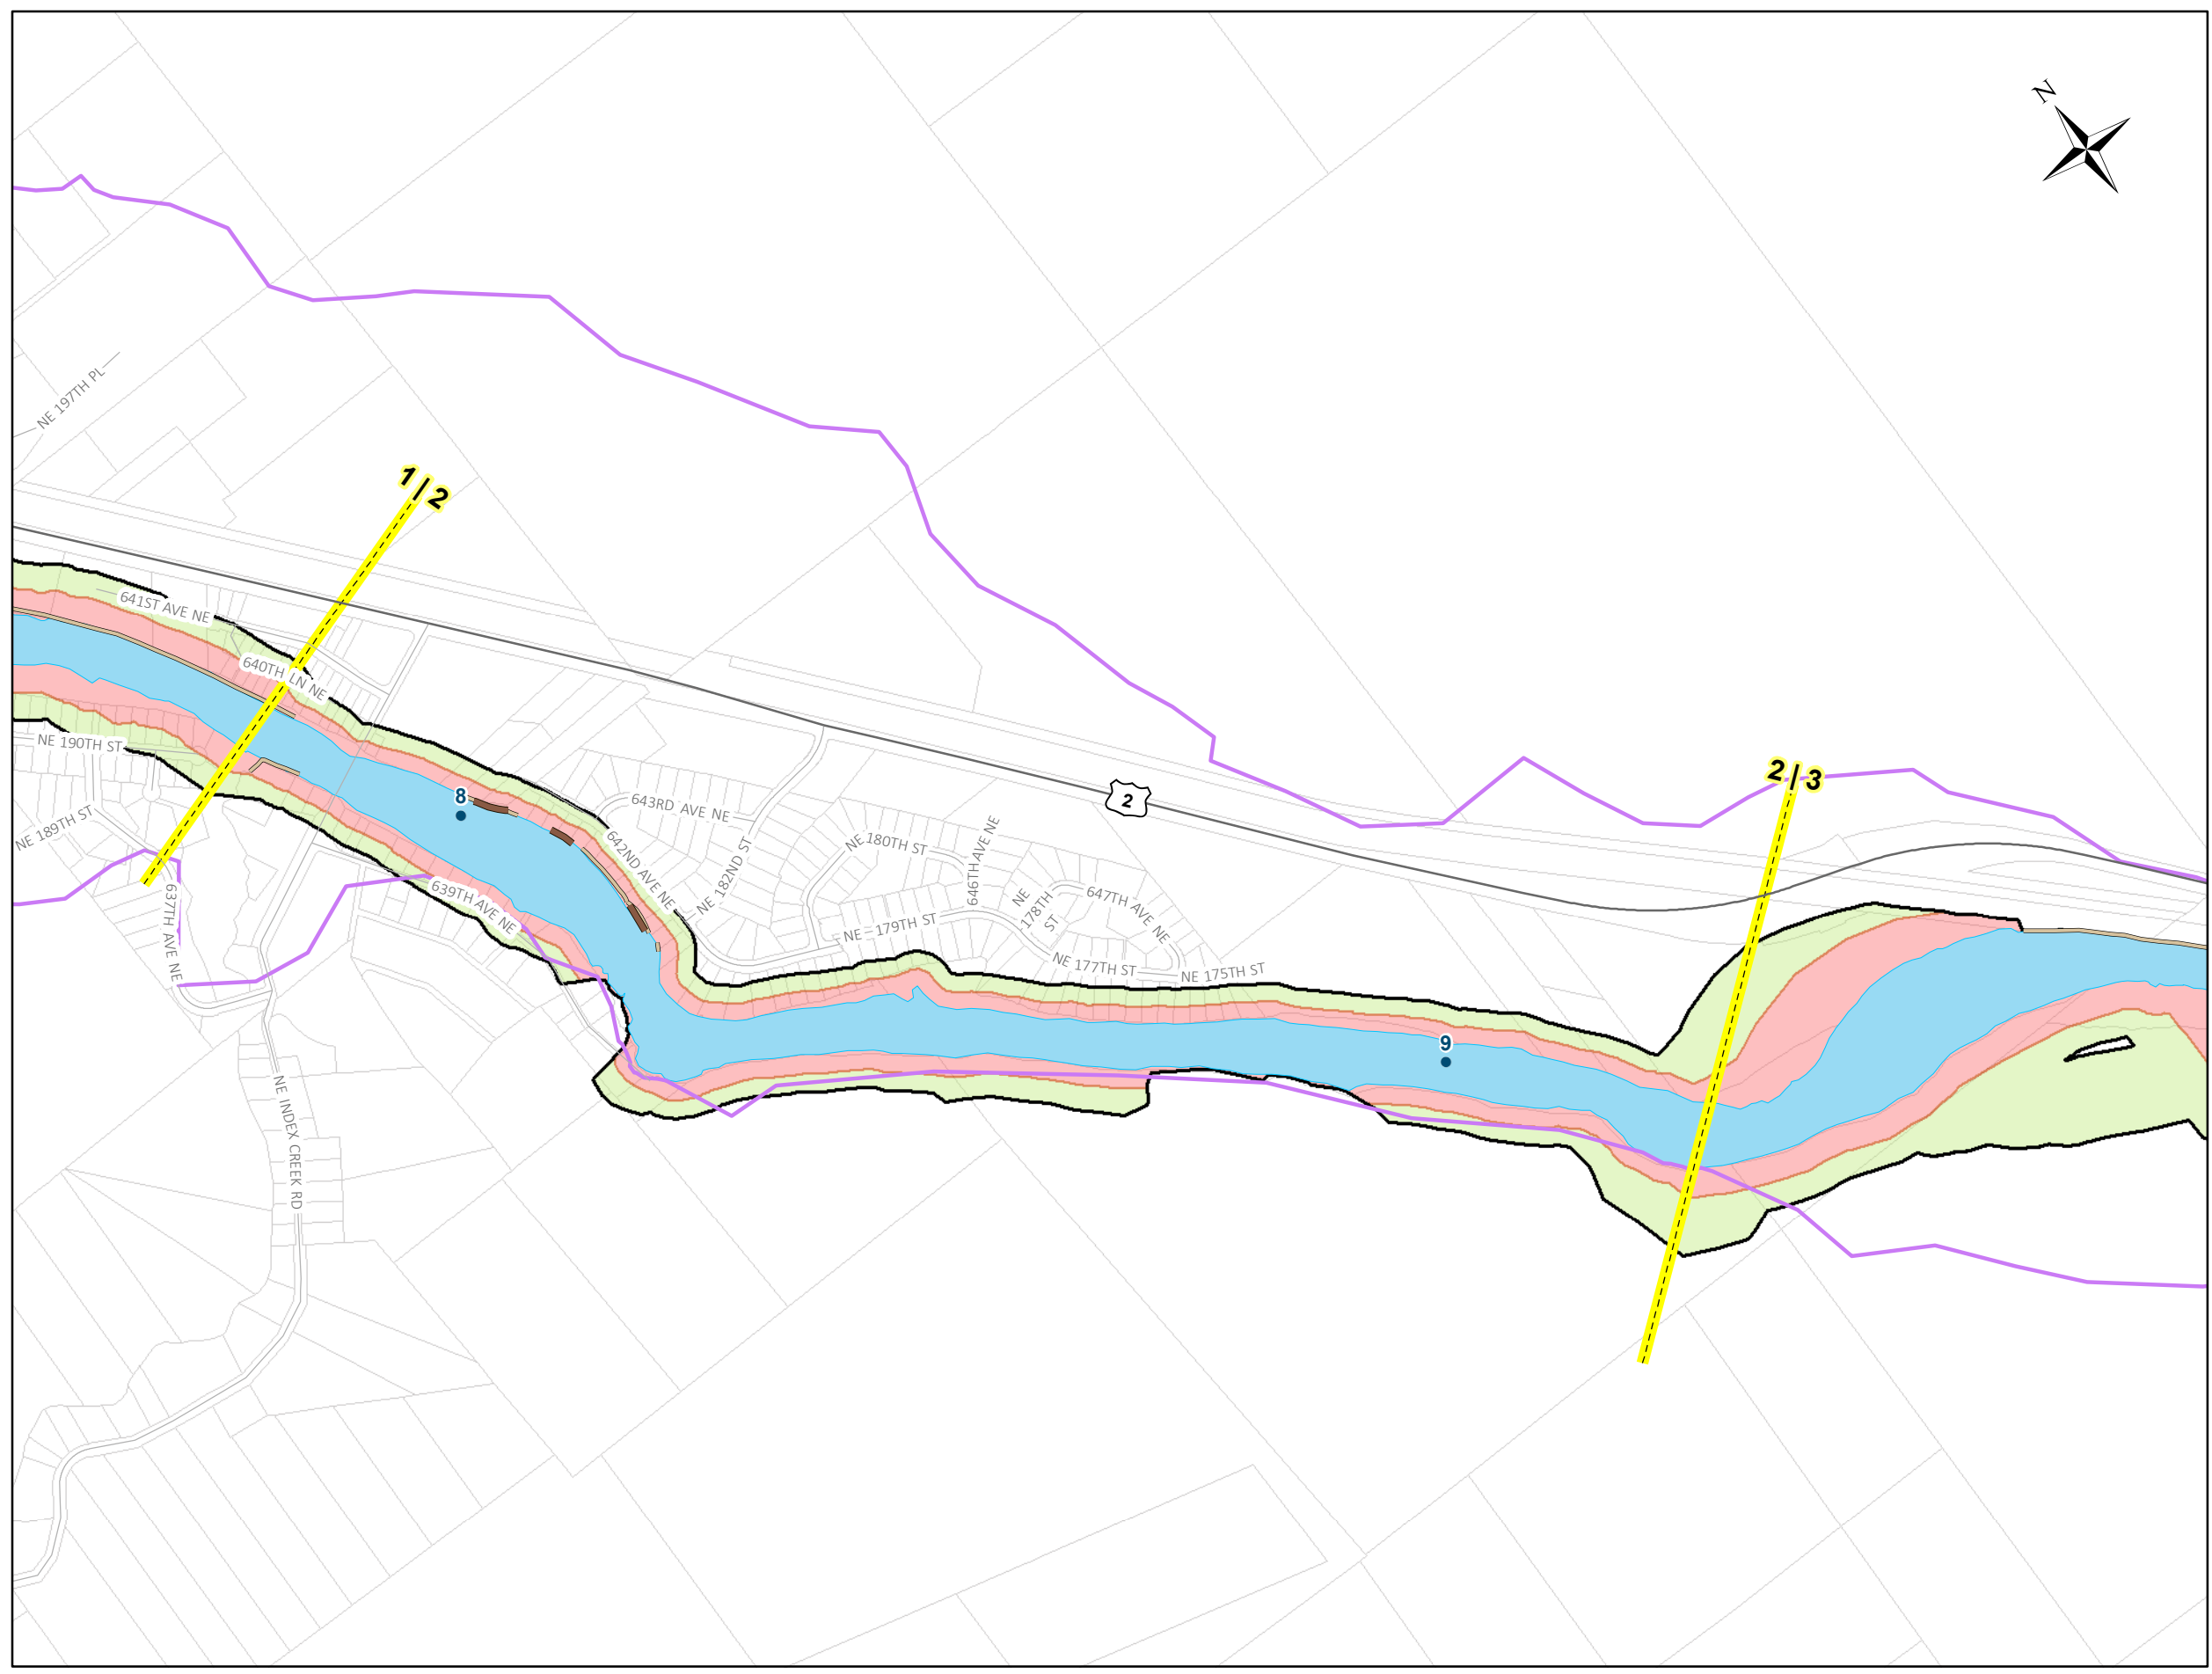 N
NE 197TH PL
1 / 2
641ST AVE NE
640TH LN NE
NE 190TH ST
NE 189TH ST
637TH AVE NE
8
643RD AVE NE
642ND AVE NE
639TH AVE NE
NE 182ND ST
NE 180TH ST
646TH AVE NE
NE
178TH
ST
647TH AVE NE
NE 179TH ST
NE 177TH ST
NE 175TH ST
2
2 / 3
9
NE INDEX CREEK RD